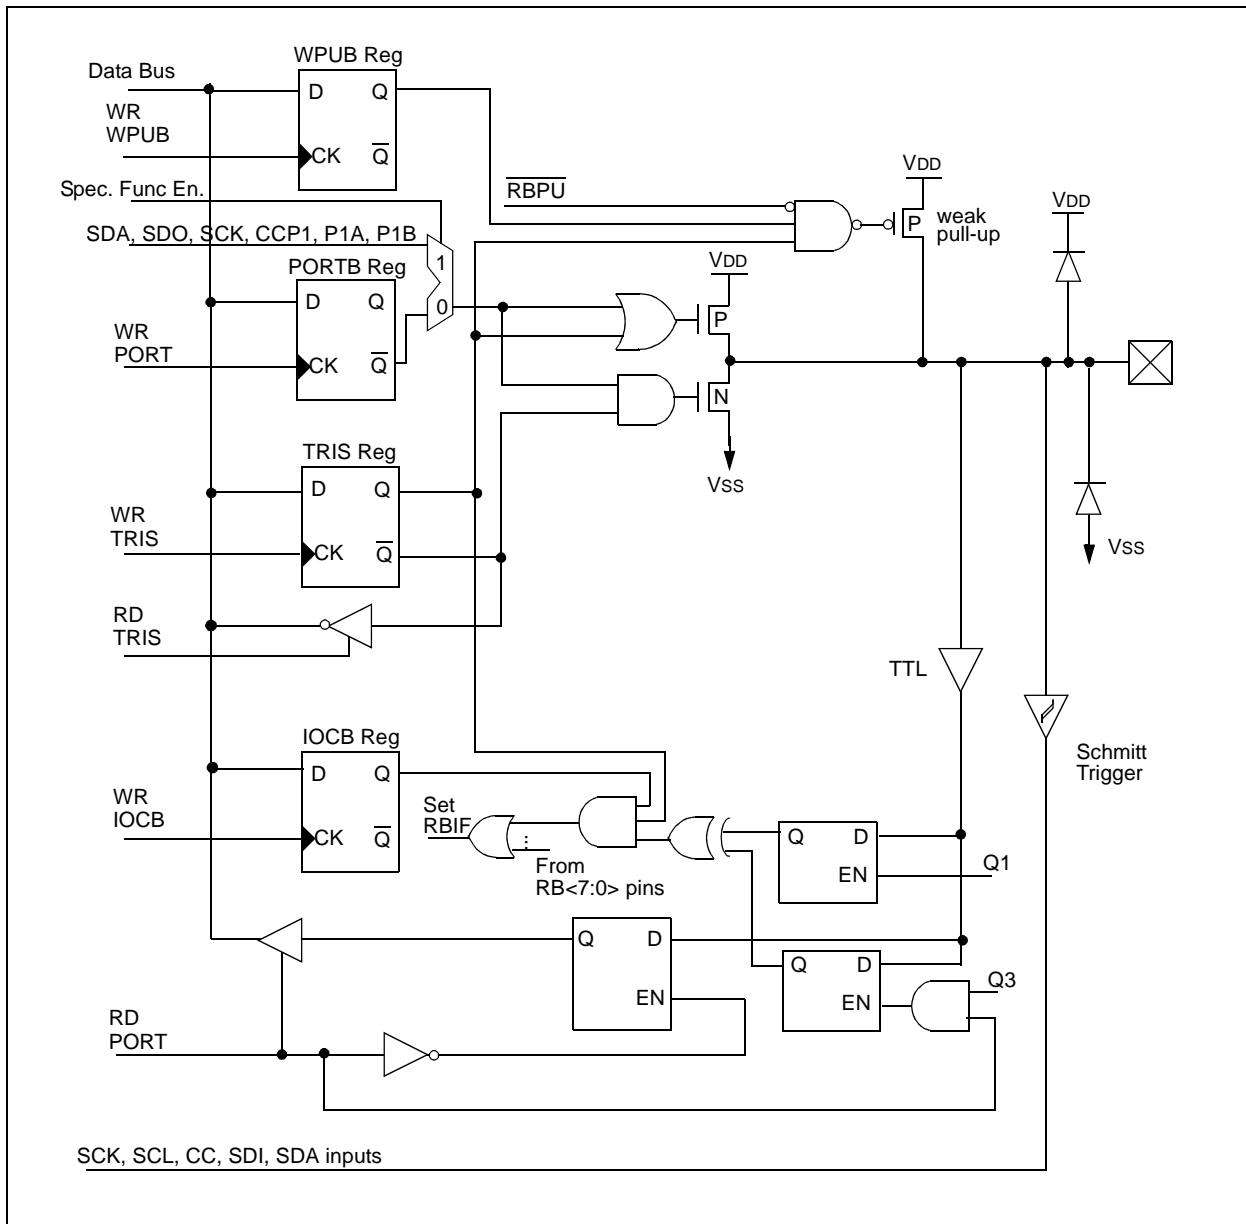 WPUB Reg
Data Bus
D Q
WR
WPUB
CK Q̅
Spec. Func En.
SDA, SDO, SCK, CCP1, P1A, P1B
R̅B̅P̅U̅
VDD
P
weak
pull-up
VDD
1
0
PORTB Reg
D Q
WR
PORT
CK Q̅
VDD
P
N
VSS
TRIS Reg
D Q
WR
TRIS
CK Q̅
VSS
RD
TRIS
TTL
Schmitt
Trigger
IOCB Reg
D Q
WR
IOCB
CK Q̅
Set
RBIF
...
From
RB<7:0> pins
Q D
EN
Q1
Q D
EN
Q D
EN
Q3
RD
PORT
SCK, SCL, CC, SDI, SDA inputs